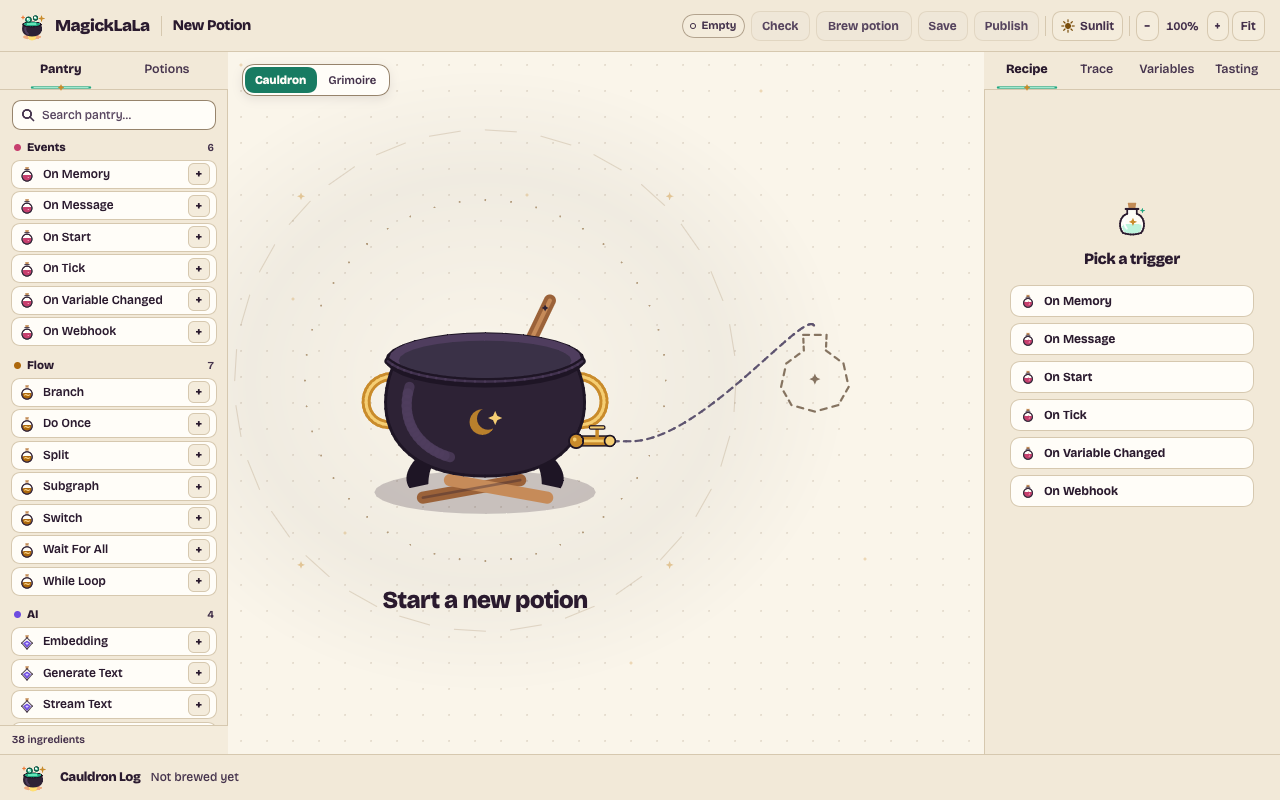 MagickLaLa
New Potion
Empty
Check
Brew potion
Save
Publish
Sunlit
−
100%
+
Fit
Pantry
Potions
Cauldron
Grimoire
Recipe
Trace
Variables
Tasting
Search pantry...
Events
6
On Memory
+
On Message
+
On Start
+
On Tick
+
On Variable Changed
+
On Webhook
+
Flow
7
Branch
+
Do Once
+
Split
+
Subgraph
+
Switch
+
Wait For All
+
While Loop
+
AI
4
Embedding
+
Generate Text
+
Stream Text
+
38 ingredients
Start a new potion
Pick a trigger
On Memory
On Message
On Start
On Tick
On Variable Changed
On Webhook
Cauldron Log
Not brewed yet